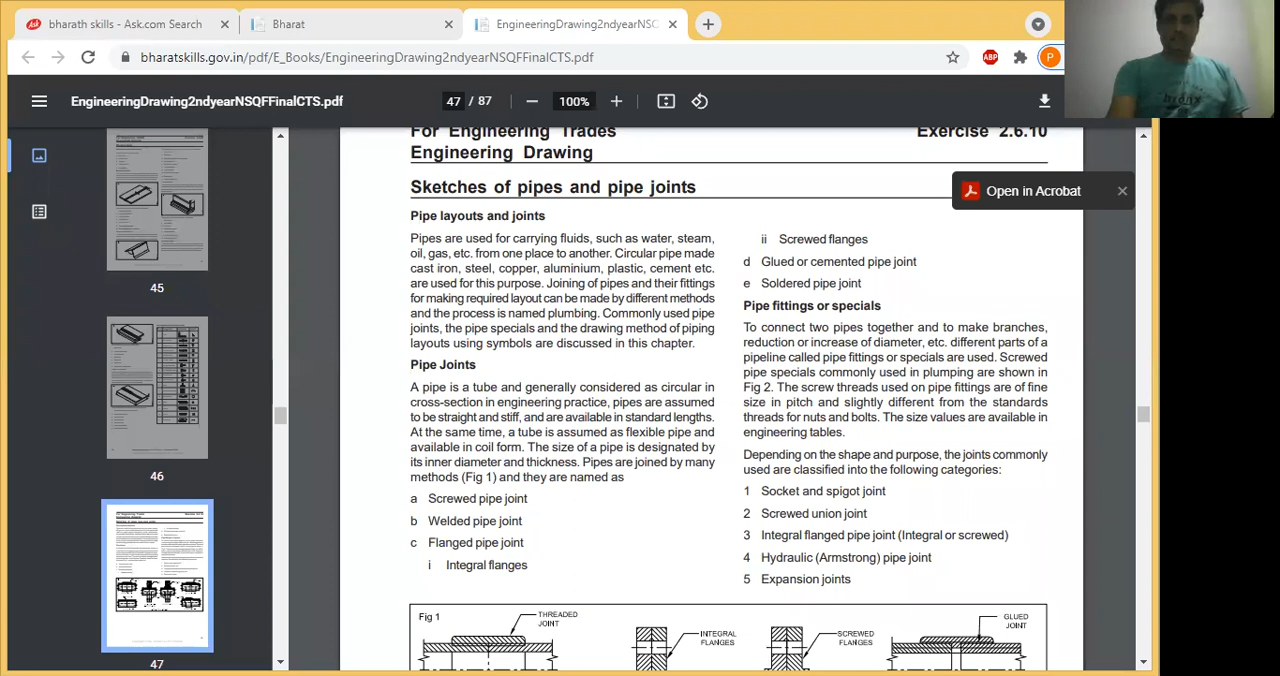 bharath skills - Ask.com Search
Bharat
EngineeringDrawing2ndyearNSC
bharatskills.gov.in/pdf/E_Books/EngineeringDrawing2ndyearNSQFFinalCTS.pdf
ABP
P
EngineeringDrawing2ndyearNSQFFinalCTS.pdf
47 / 87
100%
Open in Acrobat
45
46
47
For Engineering Trades
Exercise 2.6.10
Engineering Drawing
Sketches of pipes and pipe joints
Pipe layouts and joints
Pipes are used for carrying fluids, such as water, steam,
oil, gas, etc. from one place to another. Circular pipe made
cast iron, steel, copper, aluminium, plastic, cement etc.
are used for this purpose. Joining of pipes and their fittings
for making required layout can be made by different methods
and the process is named plumbing. Commonly used pipe
joints, the pipe specials and the drawing method of piping
layouts using symbols are discussed in this chapter.
Pipe Joints
A pipe is a tube and generally considered as circular in
cross-section in engineering practice, pipes are assumed
to be straight and stiff, and are available in standard lengths.
At the same time, a tube is assumed as flexible pipe and
available in coil form. The size of a pipe is designated by
its inner diameter and thickness. Pipes are joined by many
methods (Fig 1) and they are named as
a Screwed pipe joint
b Welded pipe joint
c Flanged pipe joint
i Integral flanges
ii Screwed flanges
d Glued or cemented pipe joint
e Soldered pipe joint
Pipe fittings or specials
To connect two pipes together and to make branches,
reduction or increase of diameter, etc. different parts of a
pipeline called pipe fittings or specials are used. Screwed
pipe specials commonly used in plumping are shown in
Fig 2. The screw threads used on pipe fittings are of fine
size in pitch and slightly different from the standards
threads for nuts and bolts. The size values are available in
engineering tables.
Depending on the shape and purpose, the joints commonly
used are classified into the following categories:
1 Socket and spigot joint
2 Screwed union joint
3 Integral flanged pipe joint (Integral or screwed)
4 Hydraulic (Armstrong) pipe joint
5 Expansion joints
Fig 1
THREADED
JOINT
INTEGRAL
FLANGES
SCREWED
FLANGES
GLUED
JOINT